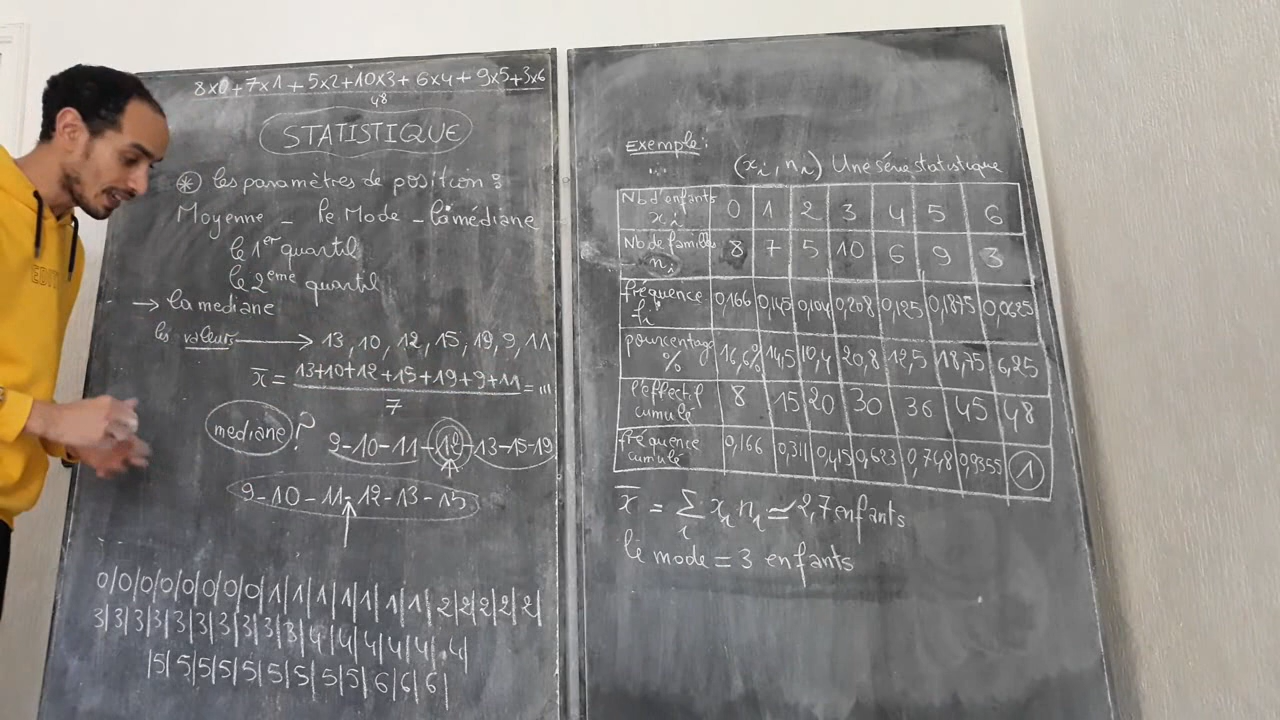 8x0+7x1+5x2+10x3+6x4+9x5+3x6
48
STATISTIQUE
* les paramètres de position :
Moyenne - le Mode - la médiane
le 1er quartil
le 2eme quartil
→ la mediane
les valeurs → 13, 10, 12, 15, 19, 9, 11
x̄ = 13+10+12+15+19+9+11 = ...
7
mediane ?
9-10-11-12-13-15-19
9-10-11-12-13-15
0|0|0|0|0|0|0|0|1|1|1|1|1|1|1|2|2|2|2|2|
3|3|3|3|3|3|3|3|3|3|4|4|4|4|4|4|
|5|5|5|5|5|5|5|5|5|6|6|6|
Exemple :
(xi, ni) Une série statistique
Nb d'enfants xi 0 1 2 3 4 5 6
Nb de familles ni 8 7 5 10 6 9 3
fréquence fi 0,166 0,145 0,104 0,208 0,125 0,1875 0,0625
pourcentage % 16,6% 14,5 10,4 20,8 12,5 18,75 6,25
l'effectif cumulé 8 15 20 30 36 45 48
fréquence cumulé 0,166 0,311 0,415 0,623 0,748 0,9355 1
x̄ = ∑i xi ni ≃ 2,7 enfants
le mode = 3 enfants